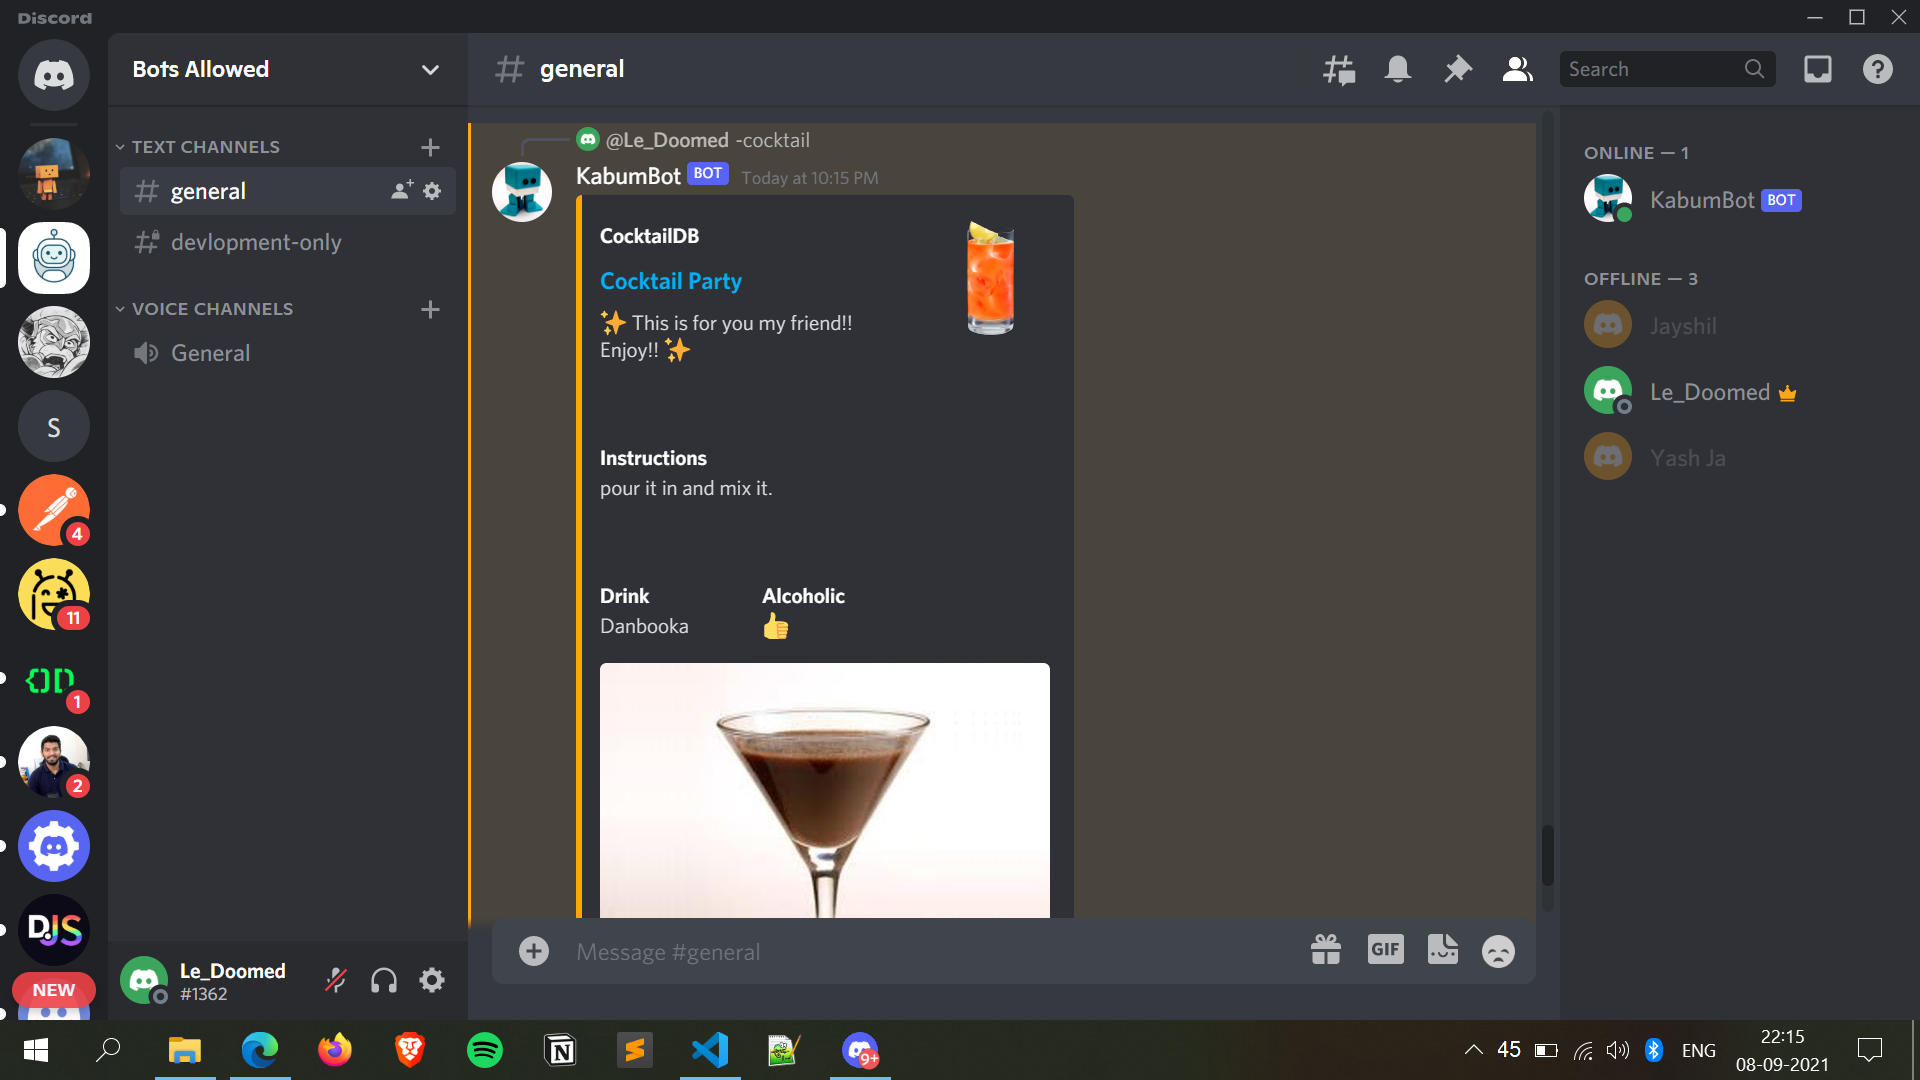 Discord
Bots Allowed
TEXT CHANNELS
general
devlopment-only
VOICE CHANNELS
General
S
4
11
1
2
DJS
NEW
Le_Doomed
#1362
general
Search
@Le_Doomed -cocktail
KabumBot BOT Today at 10:15 PM
CocktailDB
Cocktail Party
✨ This is for you my friend!!
Enjoy!! ✨
Instructions
pour it in and mix it.
Drink Alcoholic
Danbooka 👍
Message #general
GIF
ONLINE — 1
KabumBot BOT
OFFLINE — 3
Jayshil
Le_Doomed
Yash Ja
9+
45
ENG
22:15
08-09-2021